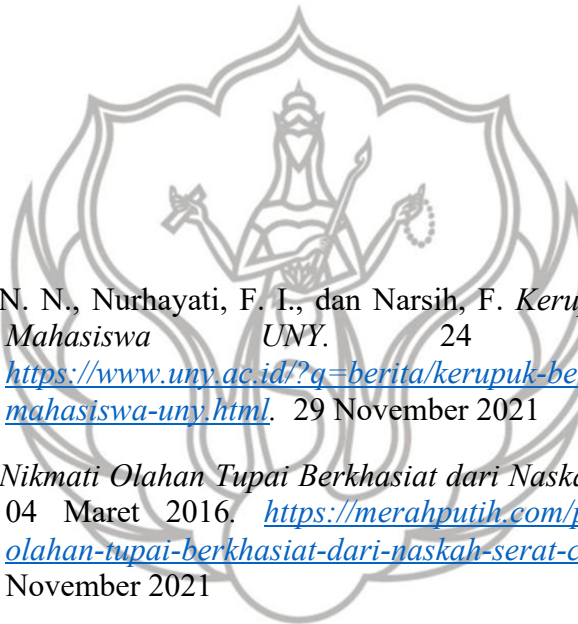 N. N., Nurhayati, F. I., dan Narsih, F.
Mahasiswa UNY. 24
https://www.uny.ac.id/?q=berita/kerupuk-be
mahasiswa-uny.html. 29 November 2021
Nikmati Olahan Tupai Berkhasiat dari Naska
04 Maret 2016. https://merahputih.com/p
olahan-tupai-berkhasiat-dari-naskah-serat-c
November 2021